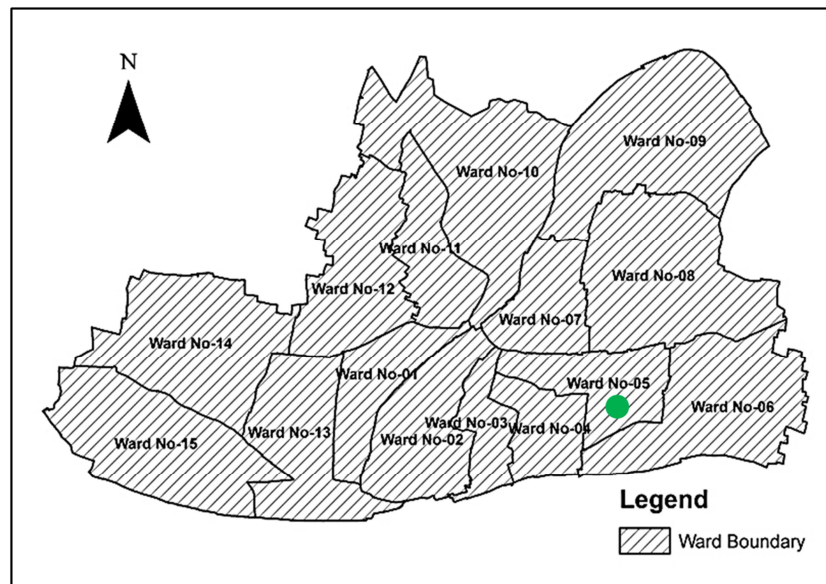 N
Ward No-09
Ward No-10
Ward No-11
Ward No-08
Ward No-12
Ward No-07
Ward No-14
Ward No-01
Ward No-05
Ward No-06
Ward No-03
Ward No-04
Ward No-13
Ward No-02
Ward No-15
Legend
Ward Boundary